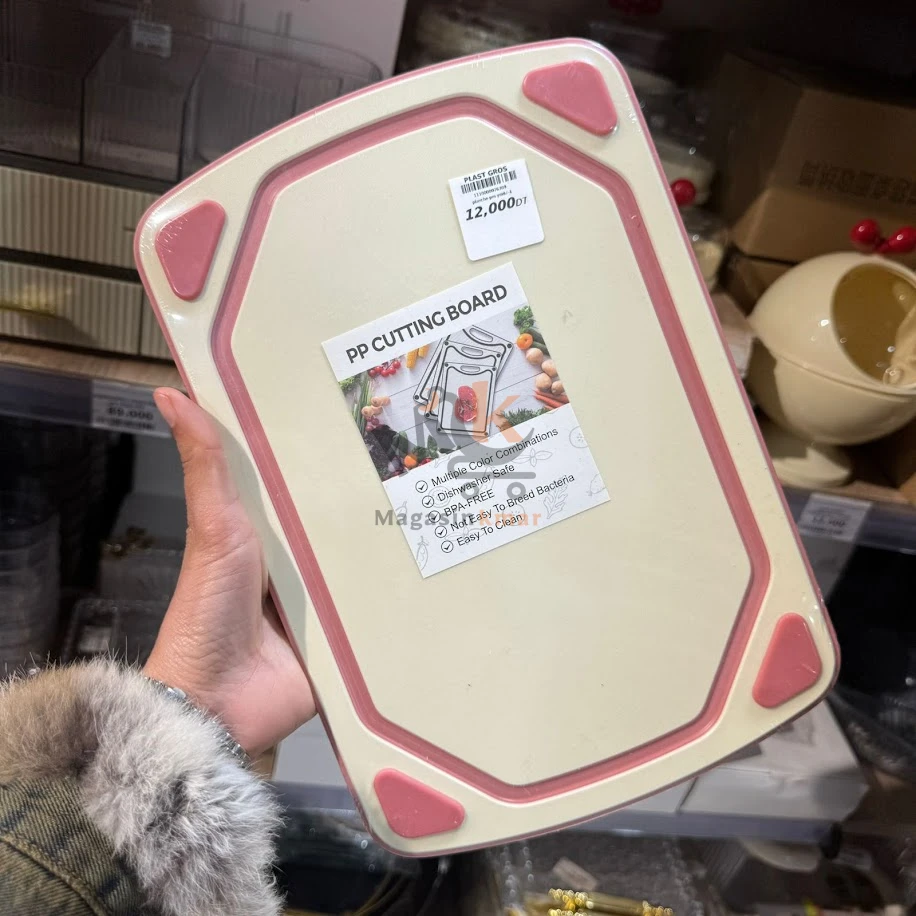 PLAST GROS
12,000DT
PP CUTTING BOARD
Multiple Color Combinations
Dishwasher Safe
BPA-FREE
Not Easy To Breed Bacteria
Easy To Clean
Magasinkmar